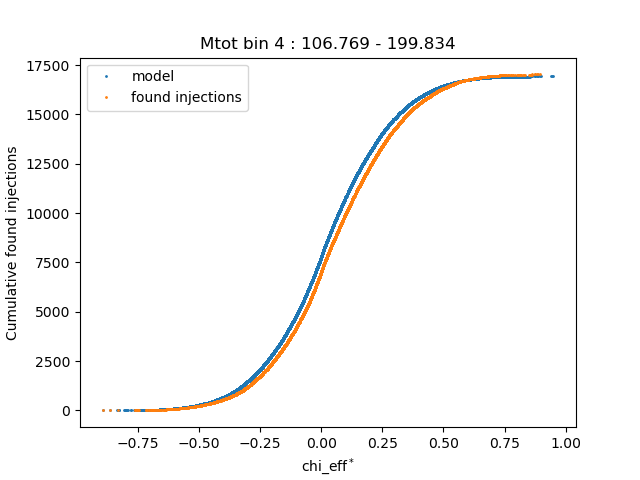 Mtot bin 4 : 106.769 - 199.834
model
found injections
Cumulative found injections
17500
15000
12500
10000
7500
5000
2500
0
−0.75 −0.50 −0.25 0.00 0.25 0.50 0.75 1.00
chi_eff*